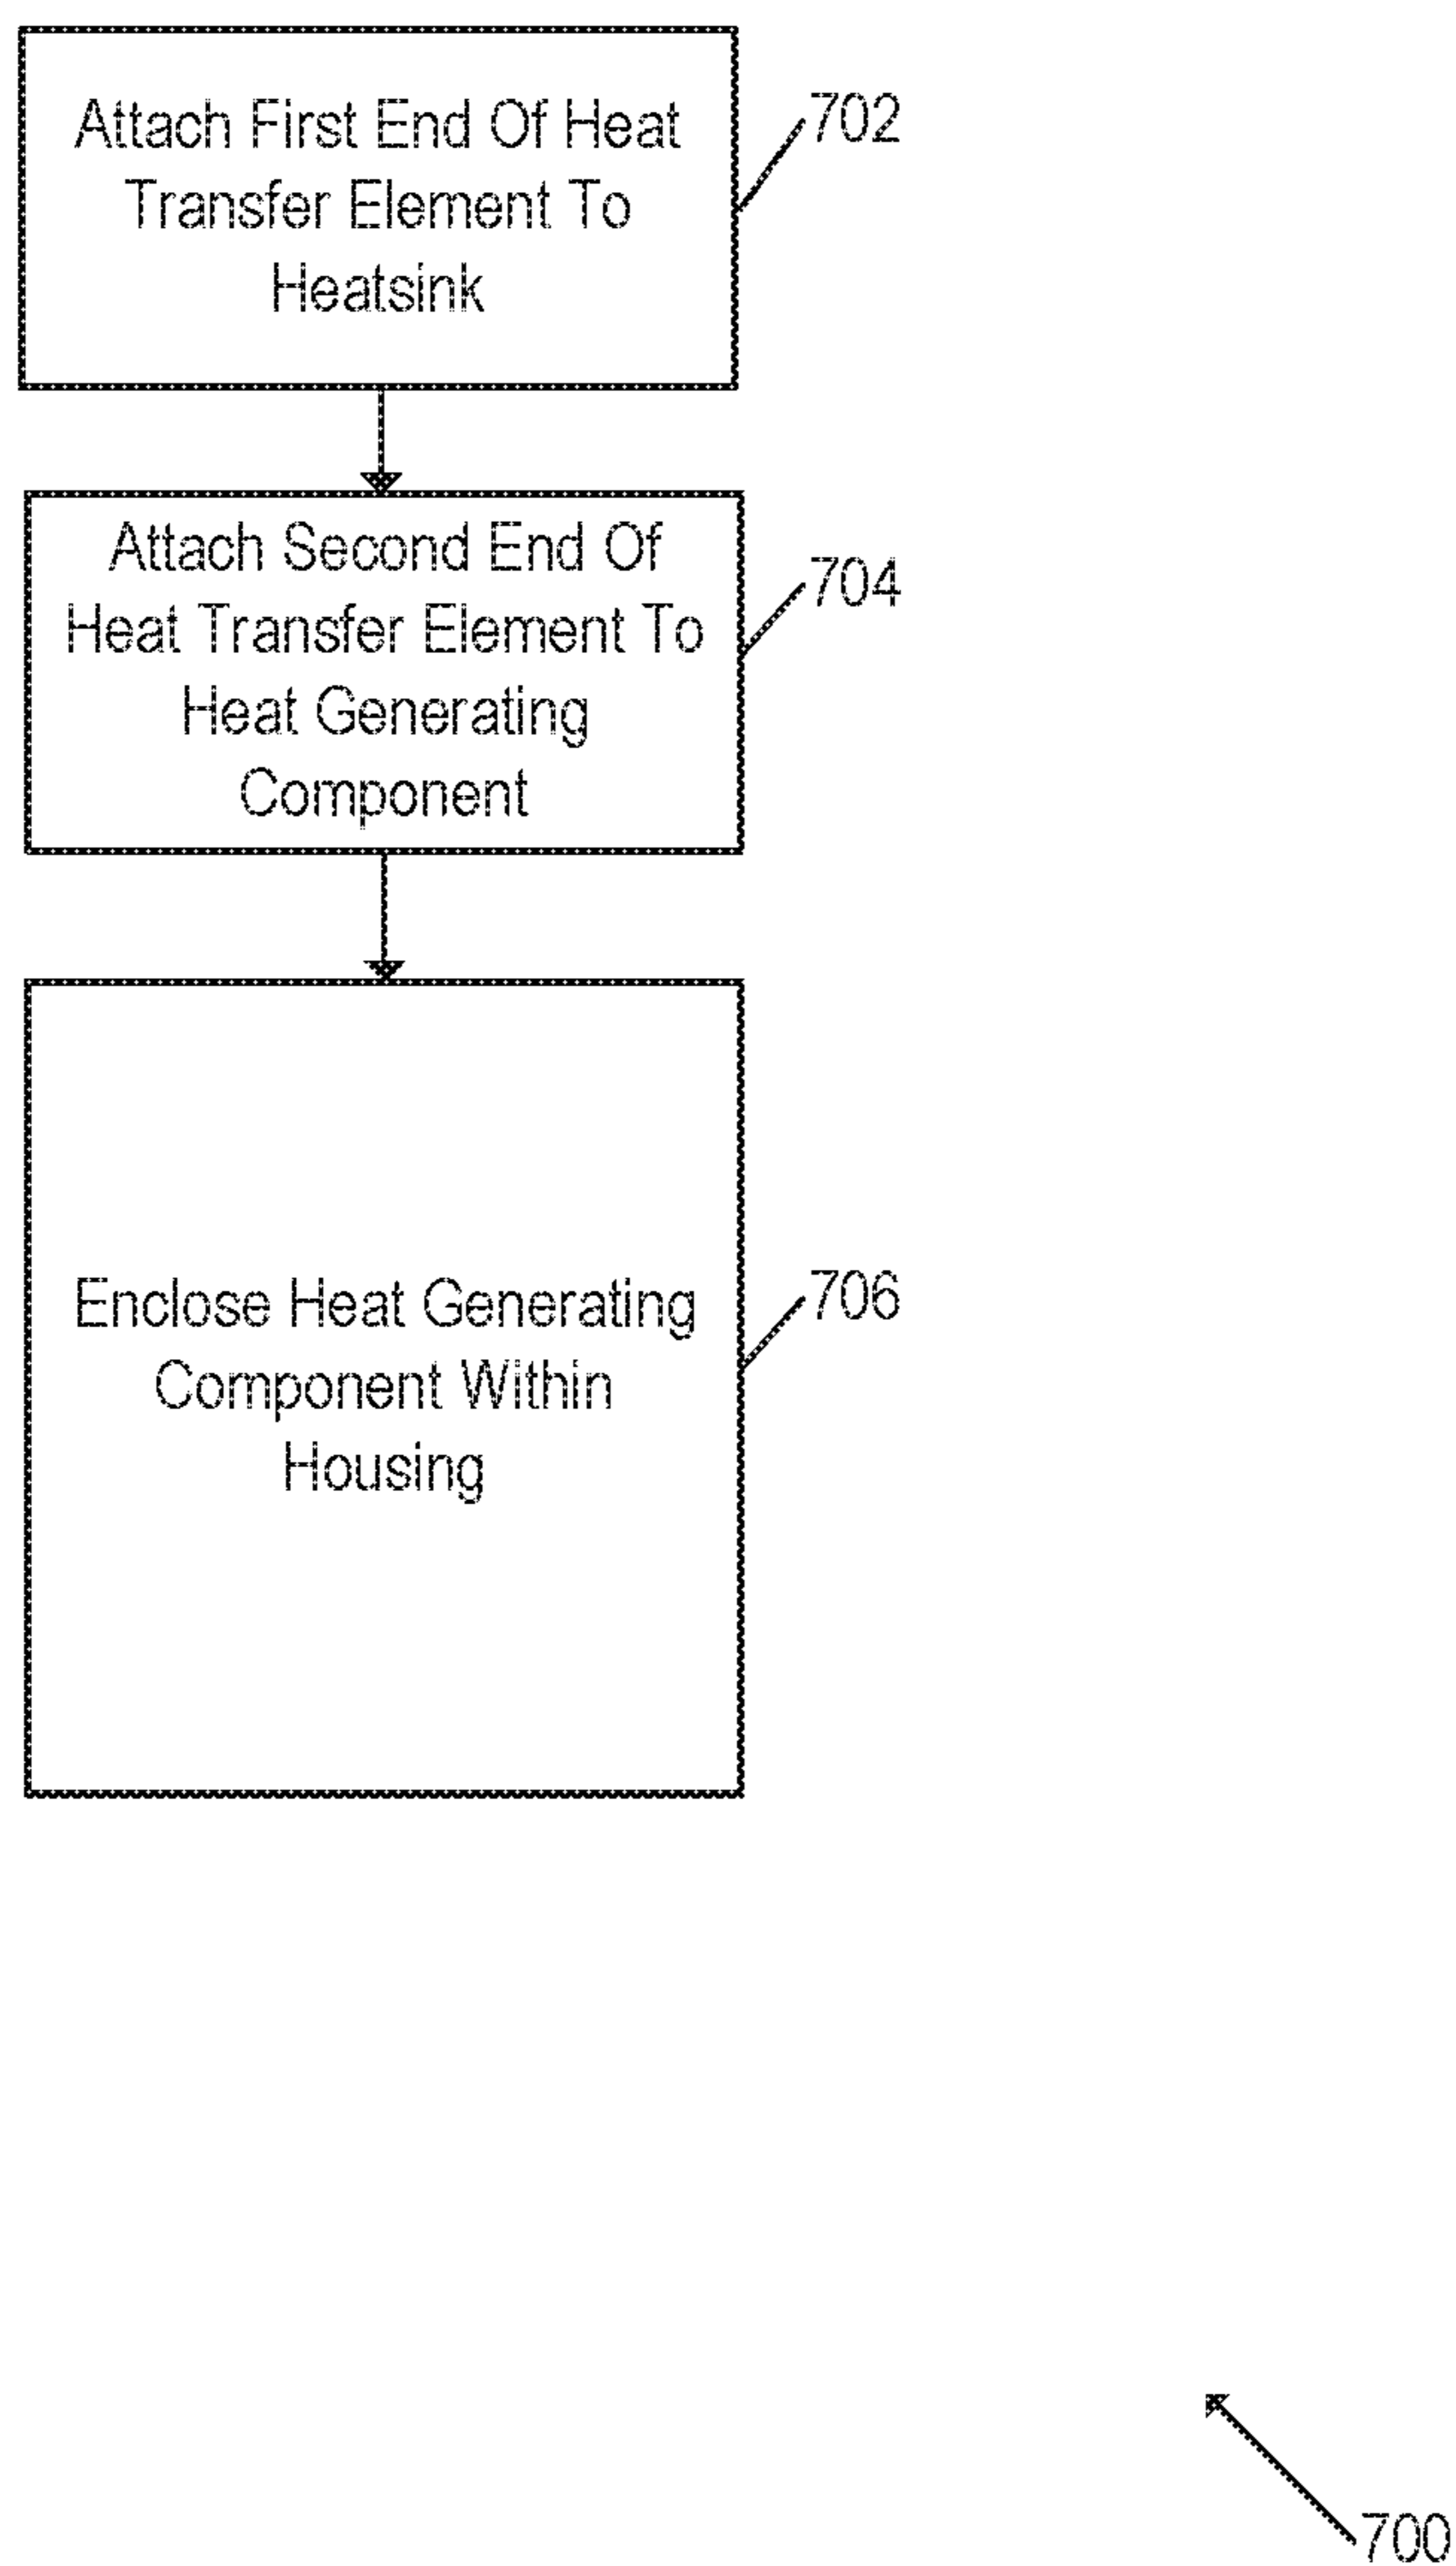 Attach First End Of Heat
Transfer Element To
Heatsink
702
Attach Second End Of
Heat Transfer Element To
Heat Generating
Component
704
Enclose Heat Generating
Component Within
Housing
706
700